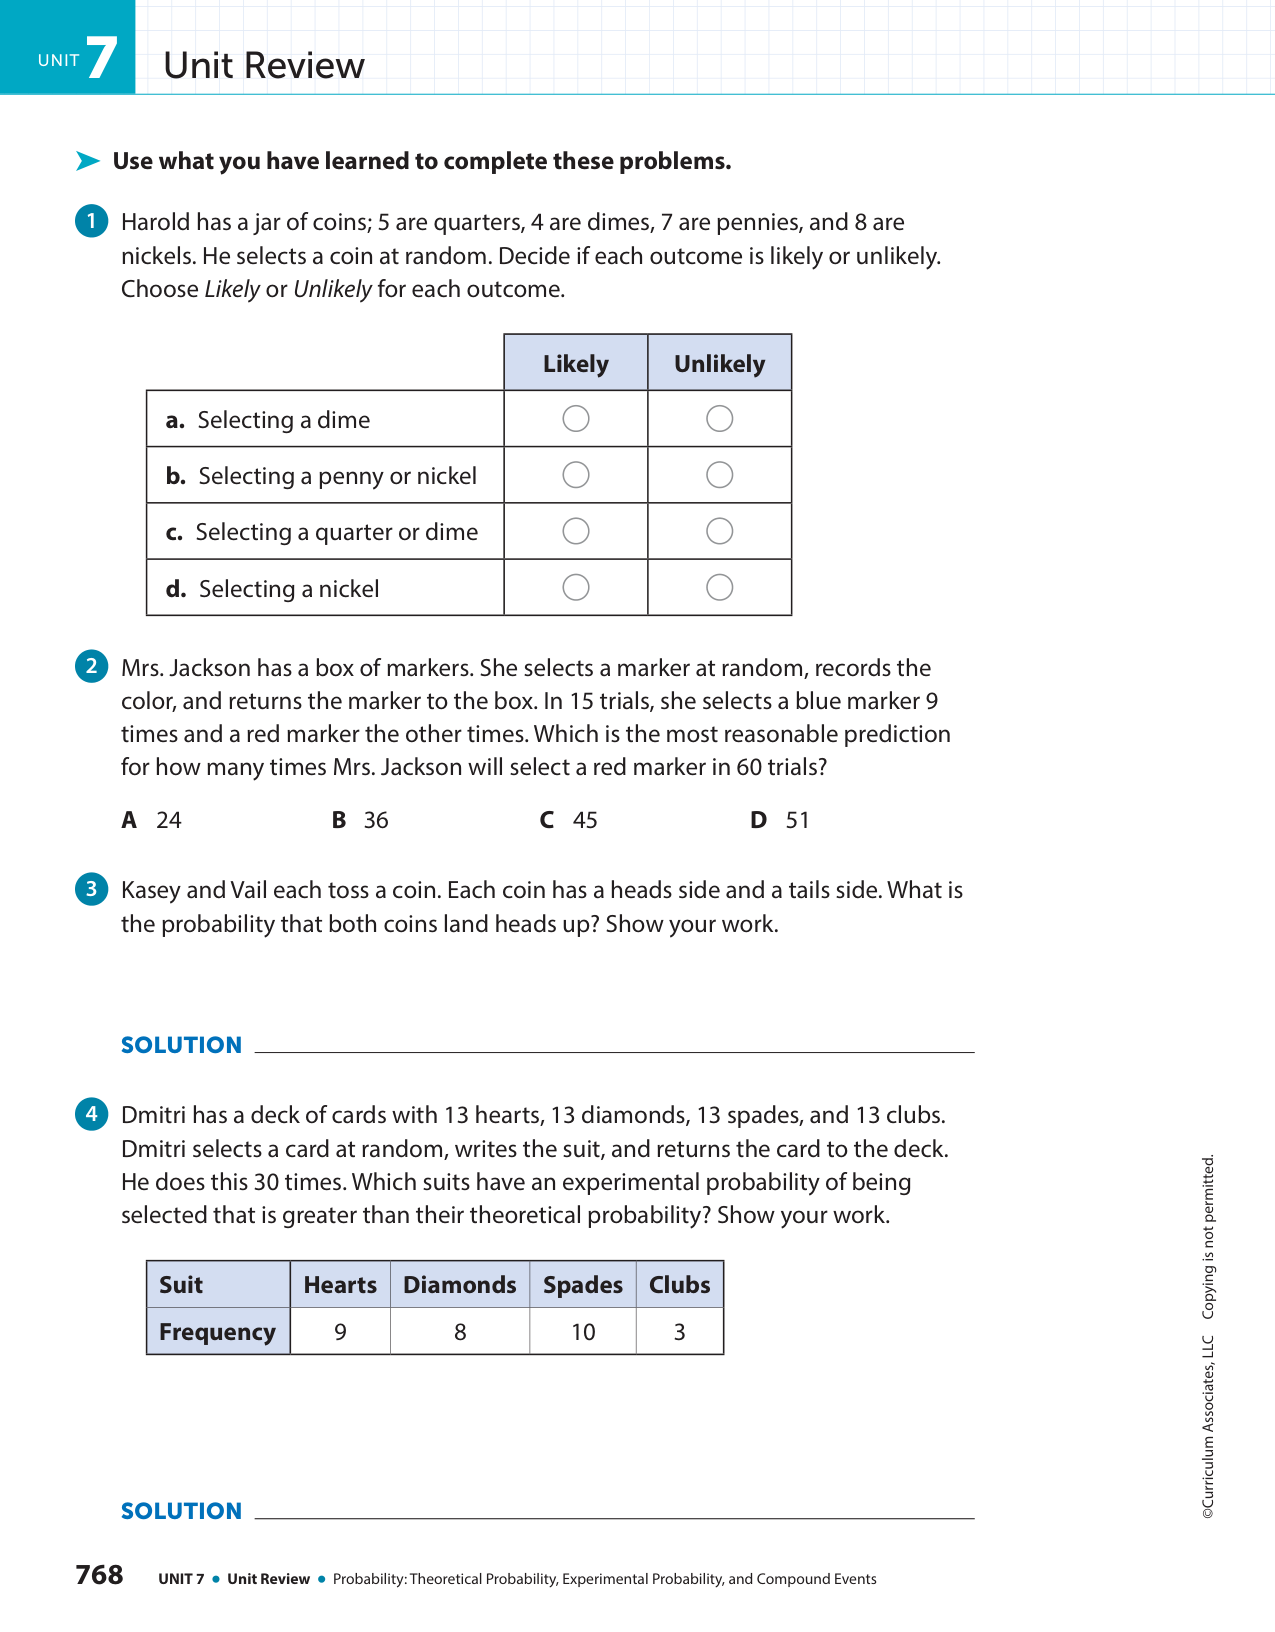 UNIT 7 Unit Review
Use what you have learned to complete these problems.
1 Harold has a jar of coins; 5 are quarters, 4 are dimes, 7 are pennies, and 8 are
nickels. He selects a coin at random. Decide if each outcome is likely or unlikely.
Choose Likely or Unlikely for each outcome.
Likely Unlikely
a. Selecting a dime
b. Selecting a penny or nickel
c. Selecting a quarter or dime
d. Selecting a nickel
2 Mrs. Jackson has a box of markers. She selects a marker at random, records the
color, and returns the marker to the box. In 15 trials, she selects a blue marker 9
times and a red marker the other times. Which is the most reasonable prediction
for how many times Mrs. Jackson will select a red marker in 60 trials?
A 24 B 36 C 45 D 51
3 Kasey and Vail each toss a coin. Each coin has a heads side and a tails side. What is
the probability that both coins land heads up? Show your work.
SOLUTION
4 Dmitri has a deck of cards with 13 hearts, 13 diamonds, 13 spades, and 13 clubs.
Dmitri selects a card at random, writes the suit, and returns the card to the deck.
He does this 30 times. Which suits have an experimental probability of being
selected that is greater than their theoretical probability? Show your work.
Suit Hearts Diamonds Spades Clubs
Frequency 9 8 10 3
SOLUTION
768 UNIT 7 • Unit Review • Probability: Theoretical Probability, Experimental Probability, and Compound Events
©Curriculum Associates, LLC Copying is not permitted.